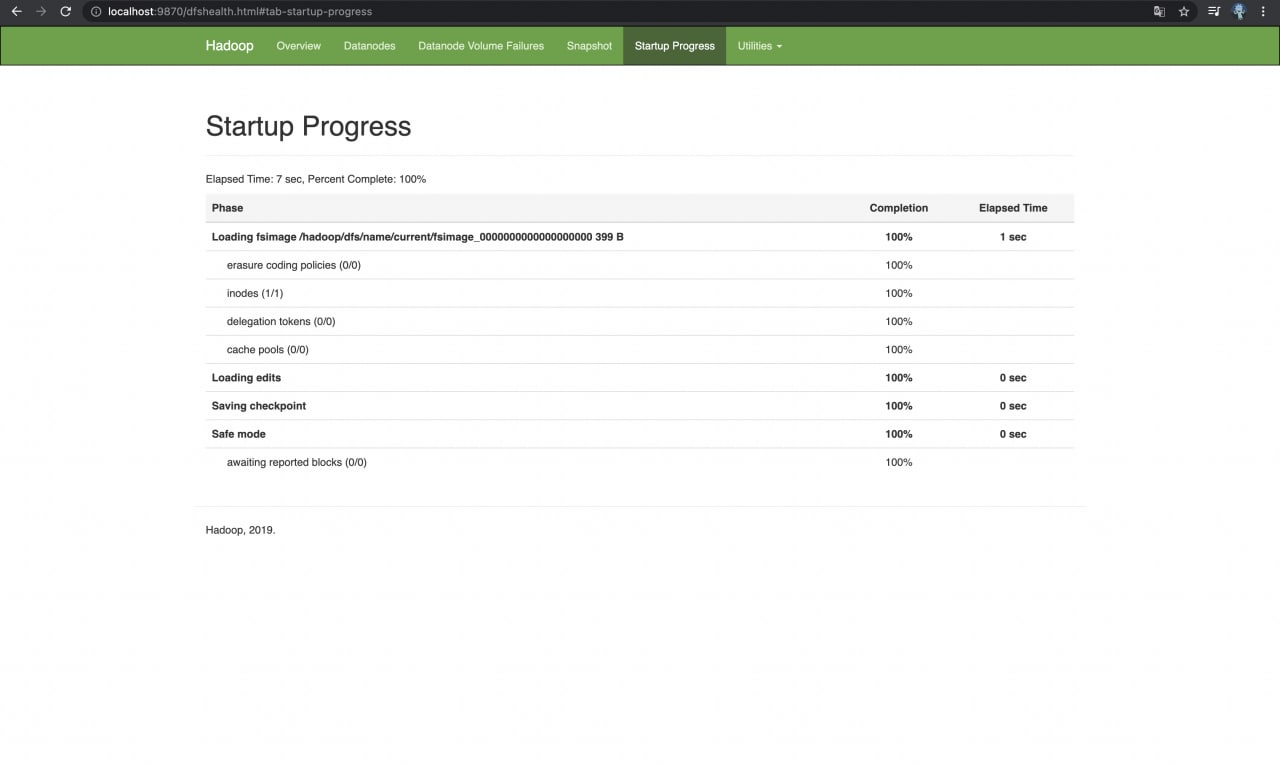 localhost:9870/dfshealth.html#tab-startup-progress
Hadoop Overview Datanodes Datanode Volume Failures Snapshot Startup Progress Utilities
Startup Progress
Elapsed Time: 7 sec, Percent Complete: 100%
Phase Completion Elapsed Time
Loading fsimage /hadoop/dfs/name/current/fsimage_0000000000000000000 399 B 100% 1 sec
erasure coding policies (0/0) 100%
inodes (1/1) 100%
delegation tokens (0/0) 100%
cache pools (0/0) 100%
Loading edits 100% 0 sec
Saving checkpoint 100% 0 sec
Safe mode 100% 0 sec
awaiting reported blocks (0/0) 100%
Hadoop, 2019.